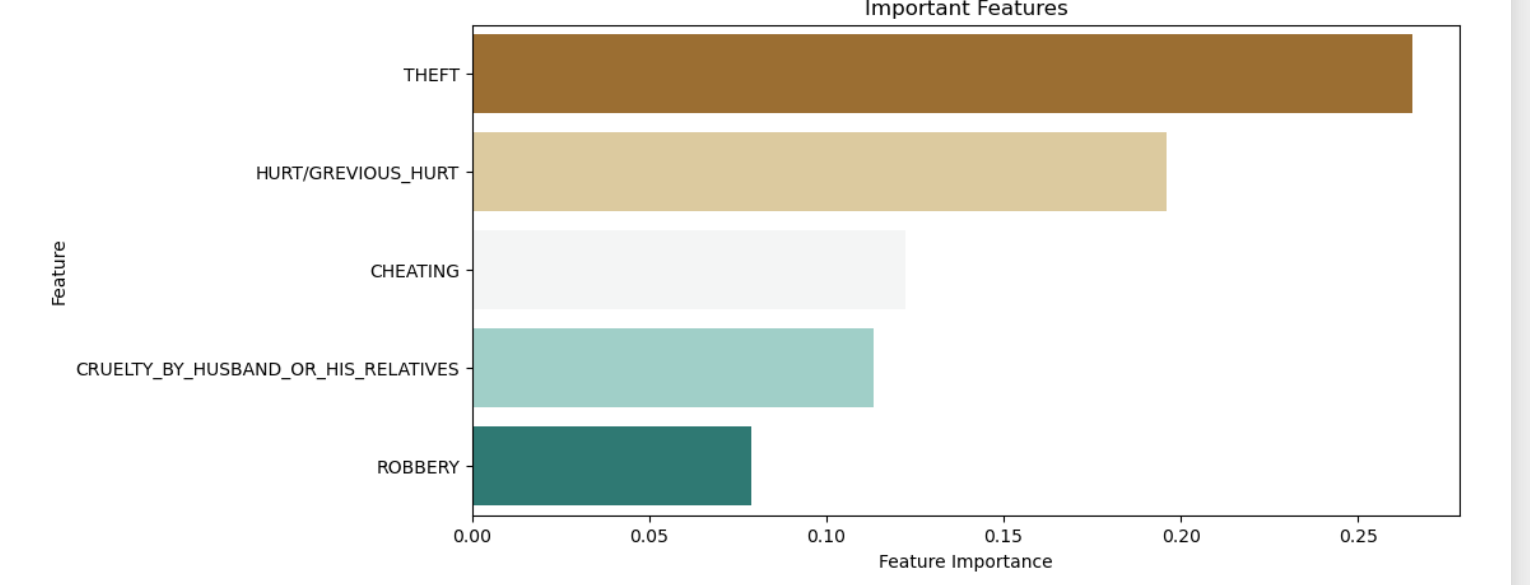 Important Features
THEFT
HURT/GREVIOUS_HURT
CHEATING
CRUELTY_BY_HUSBAND_OR_HIS_RELATIVES
ROBBERY
Feature
0.00 0.05 0.10 0.15 0.20 0.25
Feature Importance